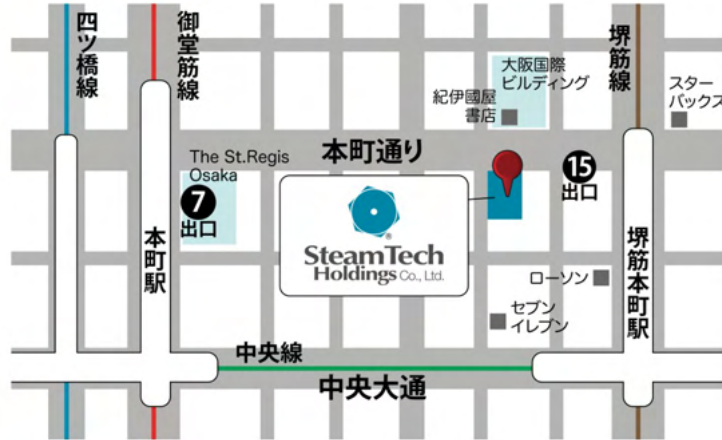 四ツ橋線
御堂筋線
堺筋線
大阪国際
ビルディング
紀伊國屋
書店
スター
バックス
本町通り
The St.Regis
Osaka
7
出口
15
出口
SteamTech
®
Holdings Co., Ltd.
本町駅
堺筋本町駅
ローソン
セブン
イレブン
中央線
中央大通